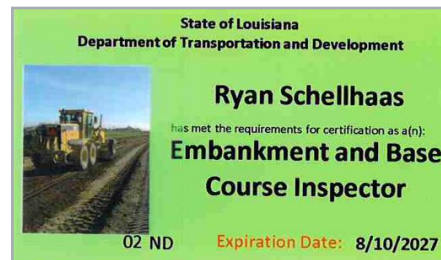 State of Louisiana
Department of Transportation and Development
Ryan Schellhaas
has met the requirements for certification as a(n):
Embankment and Base
Course Inspector
02 ND
Expiration Date: 8/10/2027